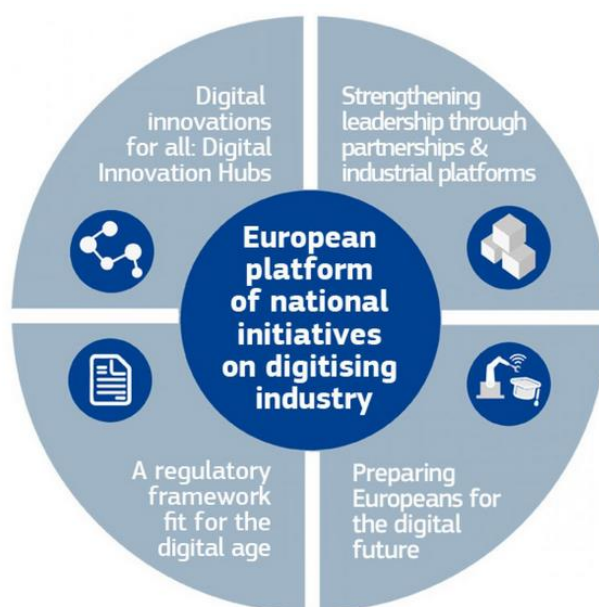 Digital
innovations
for all: Digital
Innovation Hubs
Strengthening
leadership through
partnerships &
industrial platforms
European
platform
of national
initiatives
on digitising
industry
A regulatory
framework
fit for the
digital age
Preparing
Europeans for
the digital
future